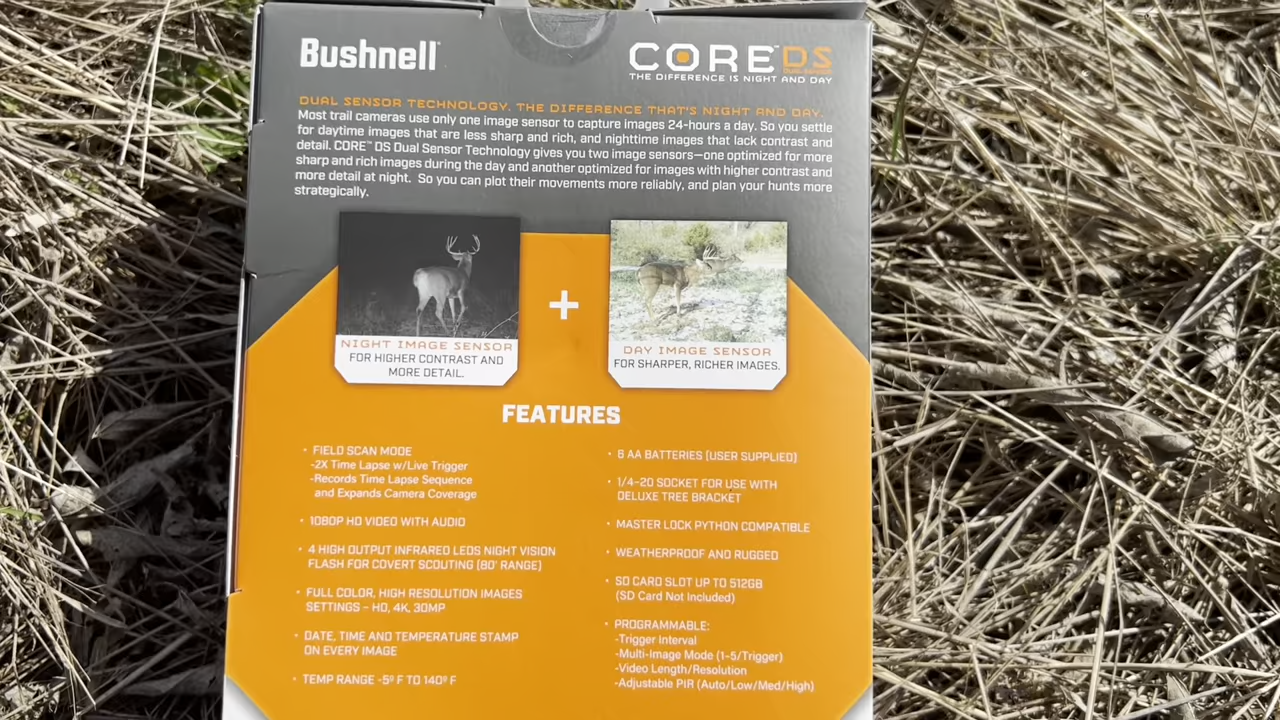 Bushnell
CORE DS
DUAL SENSOR
THE DIFFERENCE IS NIGHT AND DAY
DUAL SENSOR TECHNOLOGY. THE DIFFERENCE THAT'S NIGHT AND DAY.
Most trail cameras use only one image sensor to capture images 24-hours a day. So you settle
for daytime images that are less sharp and rich, and nighttime images that lack contrast and
detail. CORE™ DS Dual Sensor Technology gives you two image sensors—one optimized for more
sharp and rich images during the day and another optimized for images with higher contrast and
more detail at night. So you can plot their movements more reliably, and plan your hunts more
strategically.
+
NIGHT IMAGE SENSOR
FOR HIGHER CONTRAST AND
MORE DETAIL.
DAY IMAGE SENSOR
FOR SHARPER, RICHER IMAGES.
FEATURES
• FIELD SCAN MODE
-2X Time Lapse w/Live Trigger
-Records Time Lapse Sequence
and Expands Camera Coverage
• 1080P HD VIDEO WITH AUDIO
• 4 HIGH OUTPUT INFRARED LEDS NIGHT VISION
FLASH FOR COVERT SCOUTING (80' RANGE)
• FULL COLOR, HIGH RESOLUTION IMAGES
SETTINGS – HD, 4K, 30MP
• DATE, TIME AND TEMPERATURE STAMP
ON EVERY IMAGE
• TEMP RANGE -5º F TO 140º F
• 6 AA BATTERIES (USER SUPPLIED)
• 1/4-20 SOCKET FOR USE WITH
DELUXE TREE BRACKET
• MASTER LOCK PYTHON COMPATIBLE
• WEATHERPROOF AND RUGGED
• SD CARD SLOT UP TO 512GB
(SD Card Not Included)
• PROGRAMMABLE:
-Trigger Interval
-Multi-Image Mode (1-5/Trigger)
-Video Length/Resolution
-Adjustable PIR (Auto/Low/Med/High)